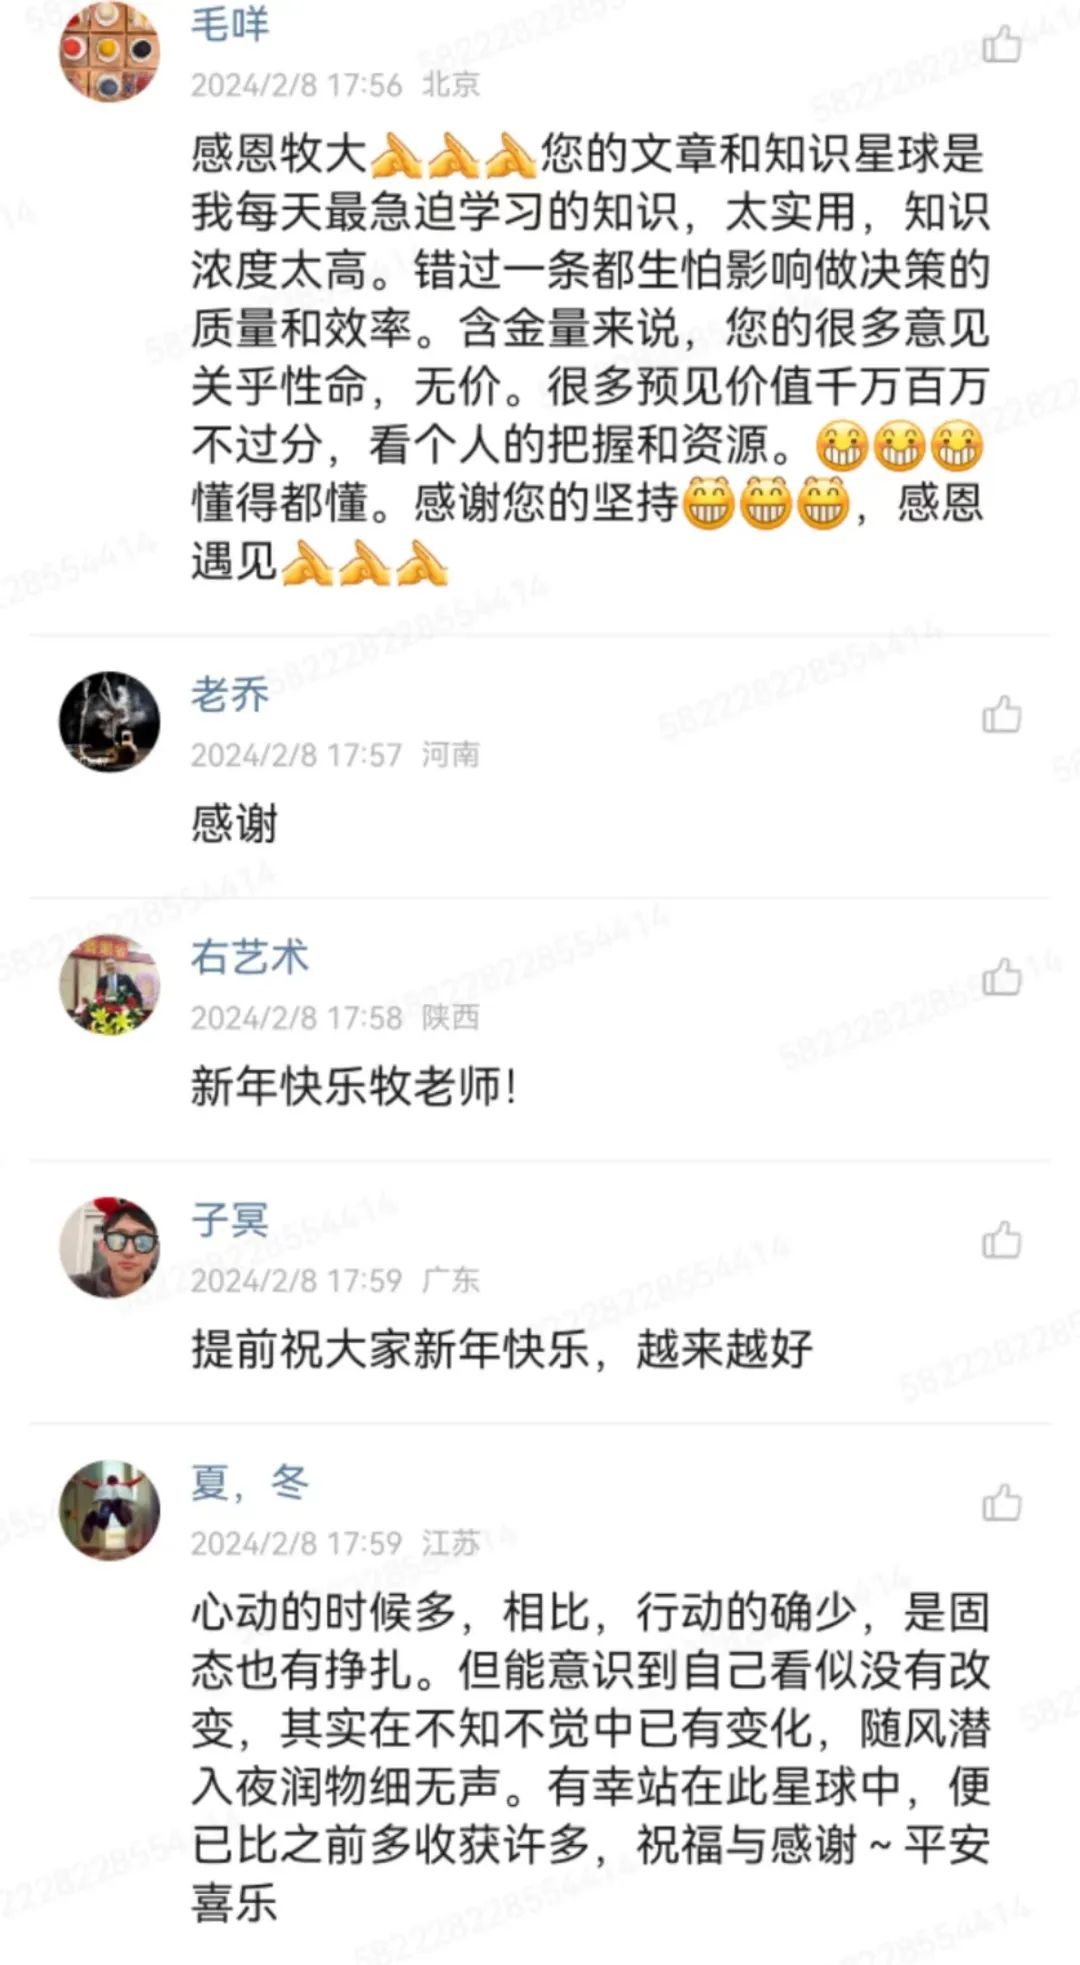 毛咩
2024/2/8 17:56 北京
感恩牧大🙏🙏🙏您的文章和知识星球是
我每天最急迫学习的知识，太实用，知识
浓度太高。错过一条都生怕影响做决策的
质量和效率。含金量来说，您的很多意见
关乎性命，无价。很多预见价值千万百万
不过分，看个人的把握和资源。😁😁😁
懂得都懂。感谢您的坚持😁😁😁，感恩
遇见🙏🙏🙏
老乔
2024/2/8 17:57 河南
感谢
右艺术
2024/2/8 17:58 陕西
新年快乐牧老师！
子冥
2024/2/8 17:59 广东
提前祝大家新年快乐，越来越好
夏，冬
2024/2/8 17:59 江苏
心动的时候多，相比，行动的确少，是固
态也有挣扎。但能意识到自己看似没有改
变，其实在不知不觉中已有变化，随风潜
入夜润物细无声。有幸站在此星球中，便
已比之前多收获许多，祝福与感谢～平安
喜乐
582228228554414